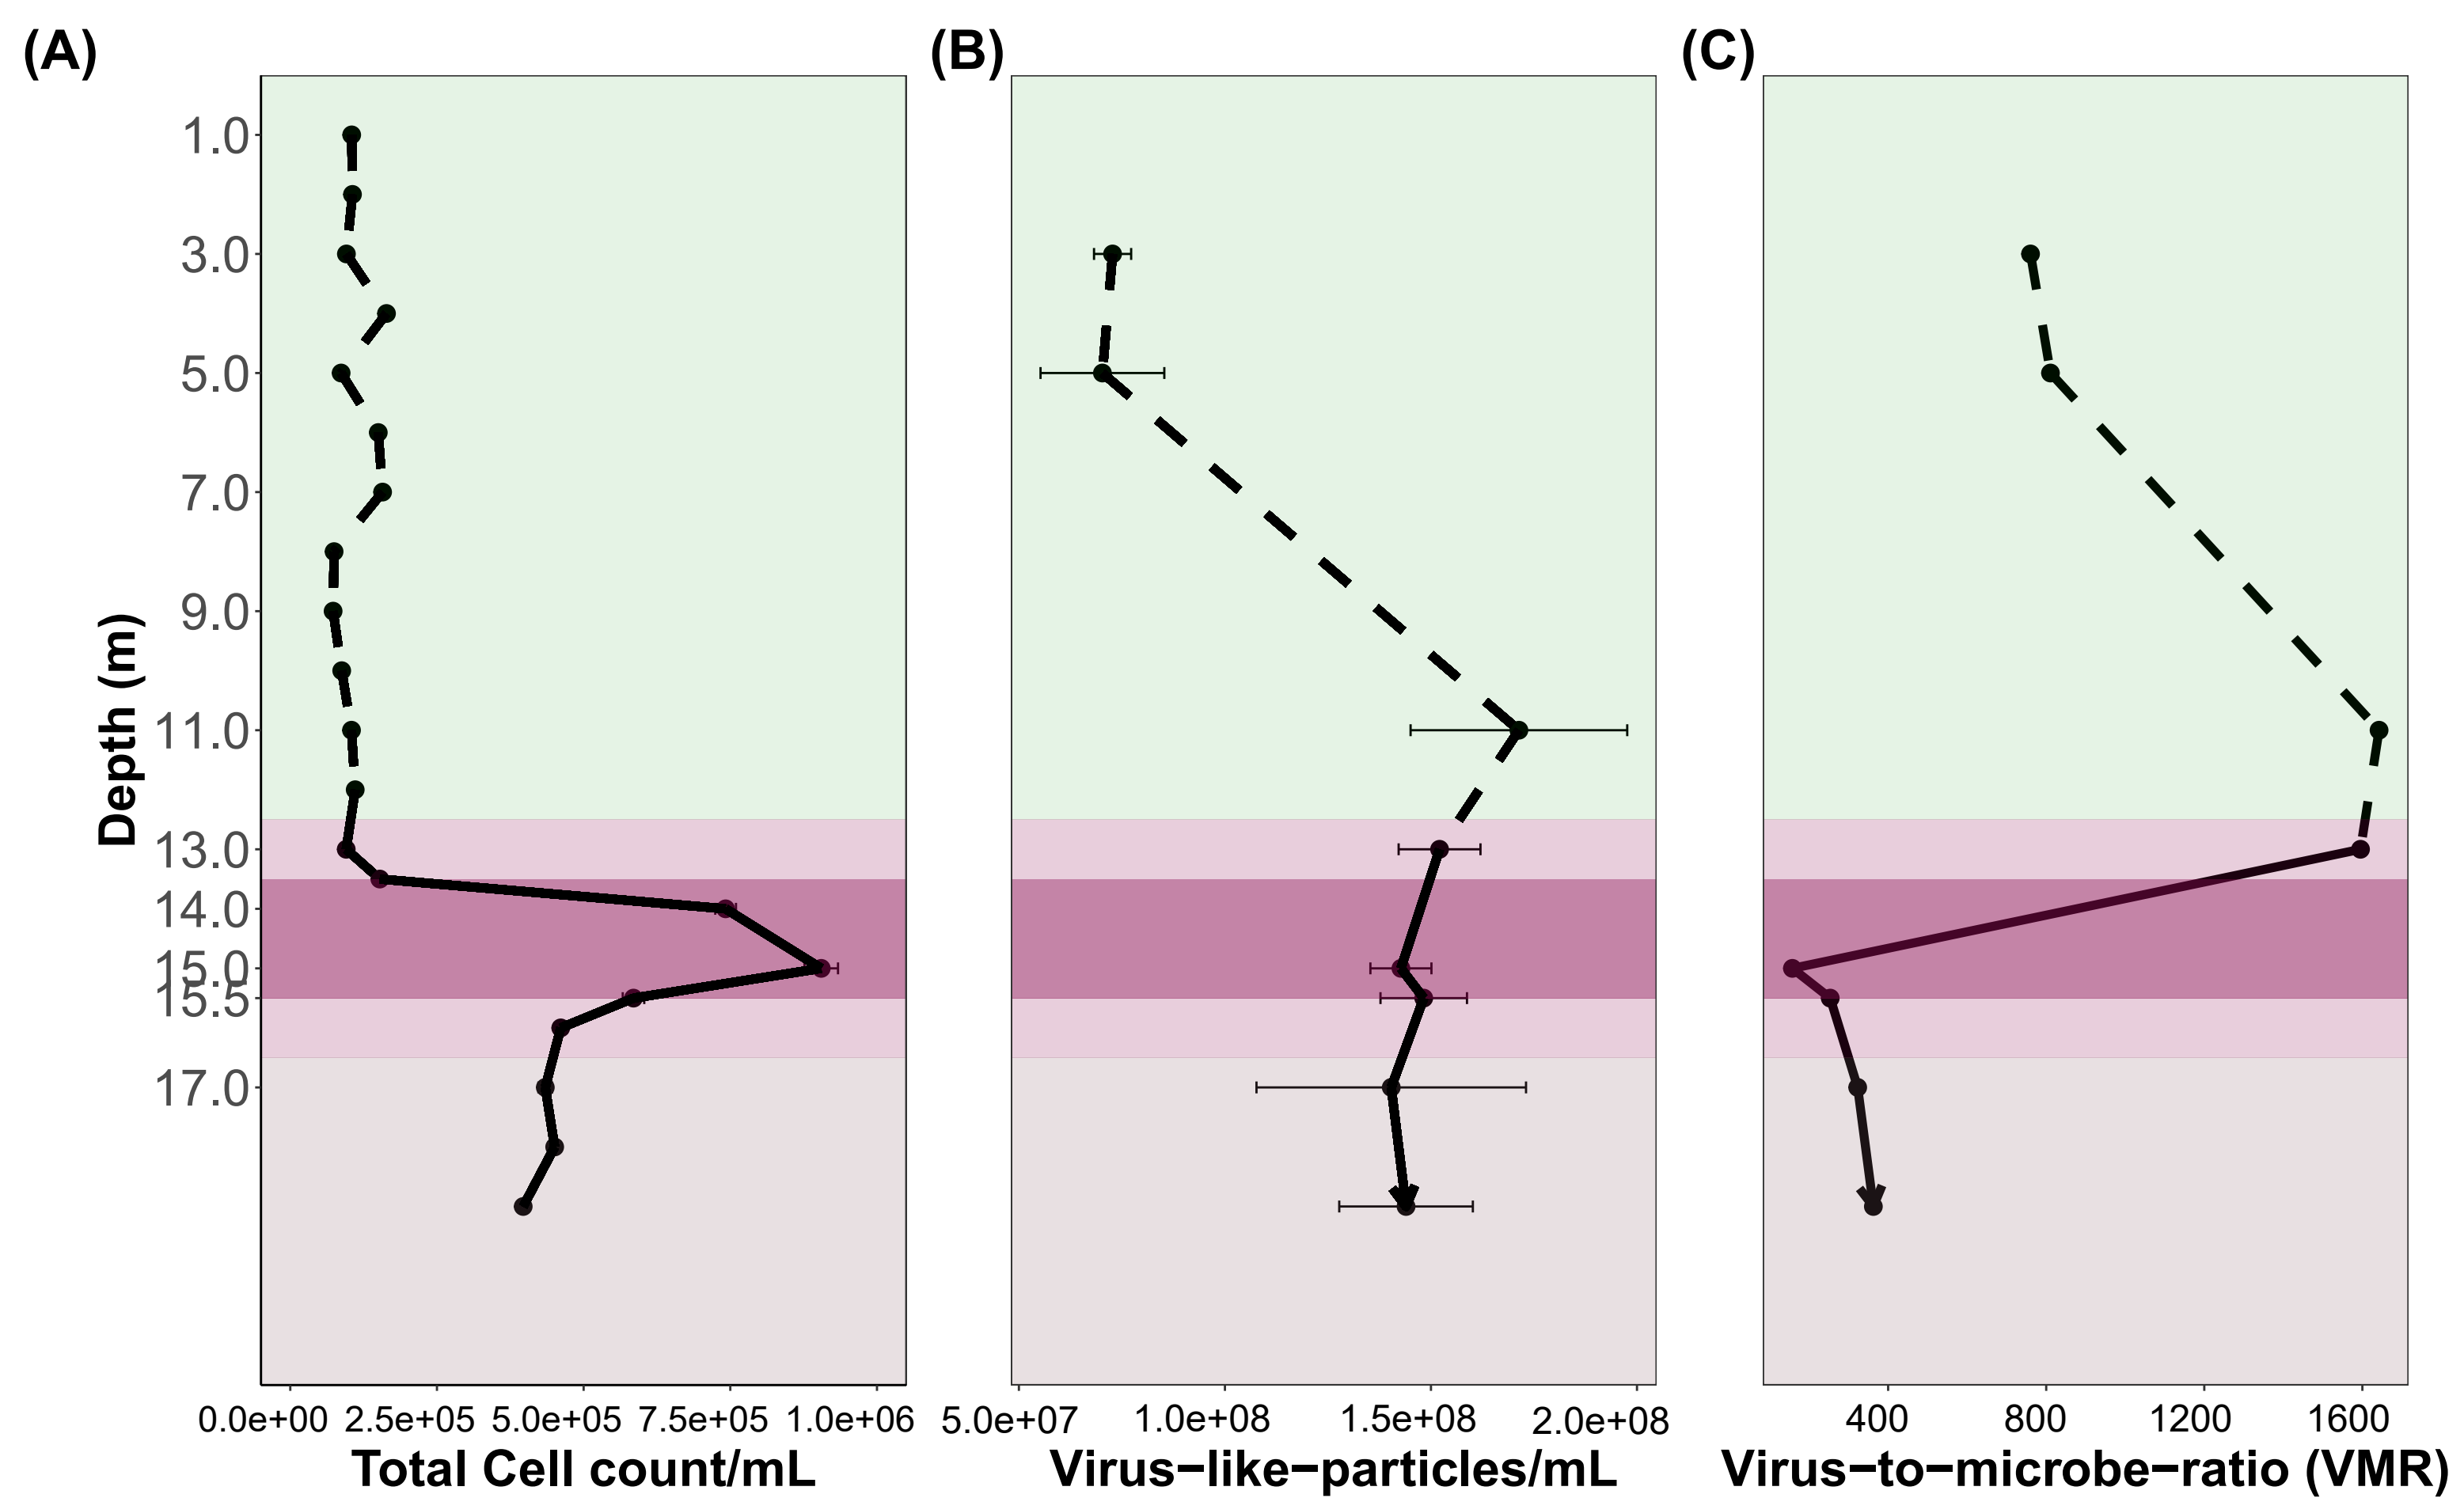 (A)
(B)
(C)
Depth (m)
1.0
3.0
5.0
7.0
9.0
11.0
13.0
14.0
15.0
15.5
17.0
0.0e+00 2.5e+05 5.0e+05 7.5e+05 1.0e+06
Total Cell count/mL
5.0e+07 1.0e+08 1.5e+08 2.0e+08
Virus−like−particles/mL
400 800 1200 1600
Virus−to−microbe−ratio (VMR)